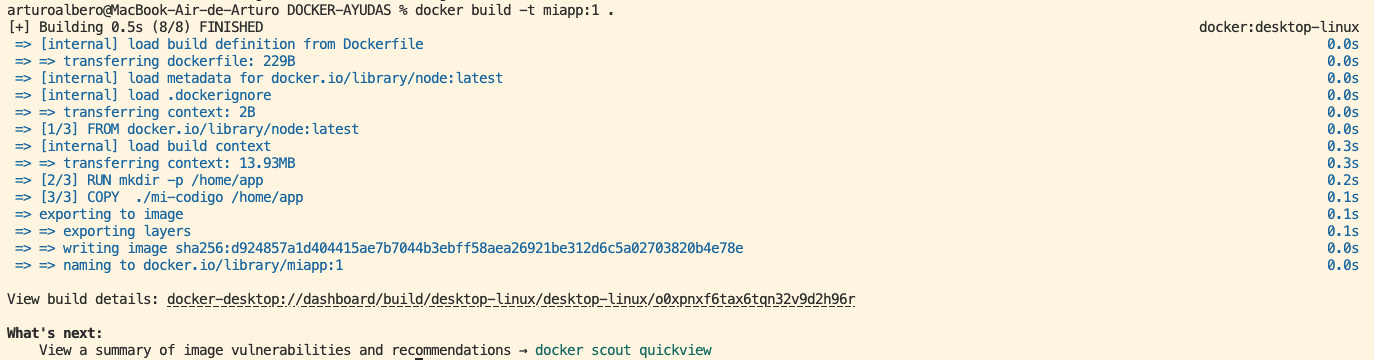 arturoalbero@MacBook-Air-de-Arturo DOCKER-AYUDAS % docker build -t miapp:1 .
[+] Building 0.5s (8/8) FINISHED docker:desktop-linux
=> [internal] load build definition from Dockerfile 0.0s
=> => transferring dockerfile: 229B 0.0s
=> [internal] load metadata for docker.io/library/node:latest 0.0s
=> [internal] load .dockerignore 0.0s
=> => transferring context: 2B 0.0s
=> [1/3] FROM docker.io/library/node:latest 0.0s
=> [internal] load build context 0.3s
=> => transferring context: 13.93MB 0.3s
=> [2/3] RUN mkdir -p /home/app 0.2s
=> [3/3] COPY  ./mi-codigo /home/app 0.1s
=> exporting to image 0.1s
=> => exporting layers 0.1s
=> => writing image sha256:d924857a1d404415ae7b7044b3ebff58aea26921be312d6c5a02703820b4e78e 0.0s
=> => naming to docker.io/library/miapp:1 0.0s
View build details: docker-desktop://dashboard/build/desktop-linux/desktop-linux/o0xpnxf6tax6tqn32v9d2h96r
What's next:
View a summary of image vulnerabilities and recommendations → docker scout quickview